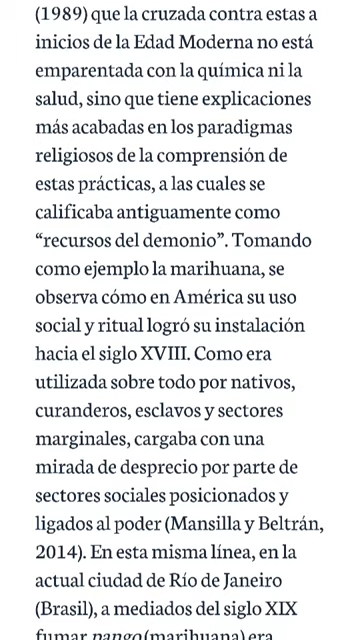 (1989) que la cruzada contra estas a
inicios de la Edad Moderna no está
emparentada con la química ni la
salud, sino que tiene explicaciones
más acabadas en los paradigmas
religiosos de la comprensión de
estas prácticas, a las cuales se
calificaba antiguamente como
“recursos del demonio”. Tomando
como ejemplo la marihuana, se
observa cómo en América su uso
social y ritual logró su instalación
hacia el siglo XVIII. Como era
utilizada sobre todo por nativos,
curanderos, esclavos y sectores
marginales, cargaba con una
mirada de desprecio por parte de
sectores sociales posicionados y
ligados al poder (Mansilla y Beltrán,
2014). En esta misma línea, en la
actual ciudad de Río de Janeiro
(Brasil), a mediados del siglo XIX
fumar pango (marihuana) era